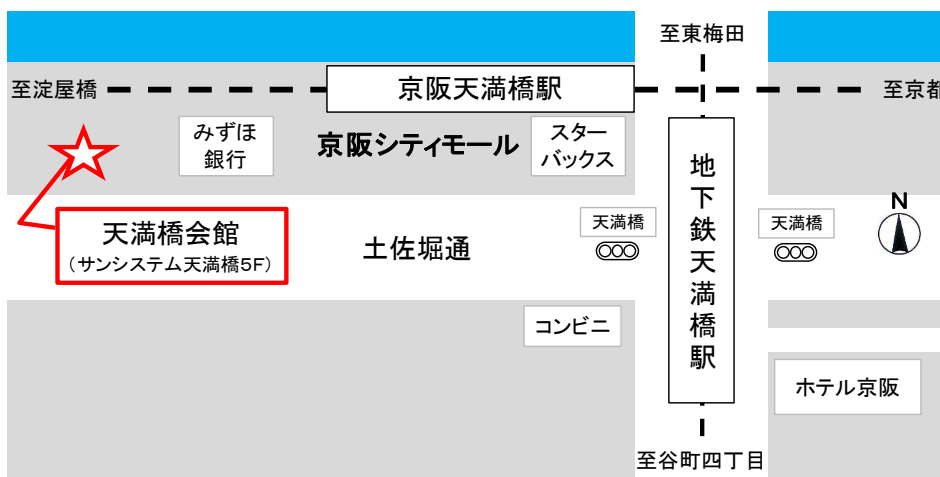 至東梅田
至淀屋橋
京阪天満橋駅
至京都
みずほ
銀行
京阪シティモール
スター
バックス
地下鉄天満橋駅
天満橋会館
(サンシステム天満橋5F)
土佐堀通
天満橋
天満橋
N
コンビニ
ホテル京阪
至谷町四丁目